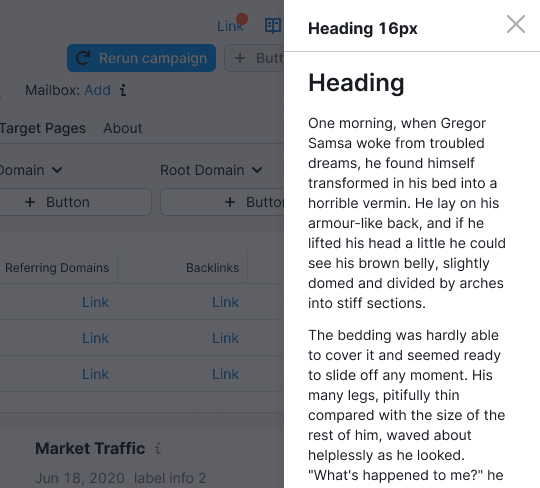 Link
Rerun campaign
+ Butt
Mailbox: Add i
Target Pages About
Domain Root Domain
+ Button + Butto
Referring Domains Backlinks
Link Link
Link Link
Link Link
Market Traffic i
Jun 18, 2020 label info 2
Heading 16px
Heading
One morning, when Gregor
Samsa woke from troubled
dreams, he found himself
transformed in his bed into a
horrible vermin. He lay on his
armour-like back, and if he
lifted his head a little he could
see his brown belly, slightly
domed and divided by arches
into stiff sections.
The bedding was hardly able
to cover it and seemed ready
to slide off any moment. His
many legs, pitifully thin
compared with the size of the
rest of him, waved about
helplessly as he looked.
"What's happened to me?" he